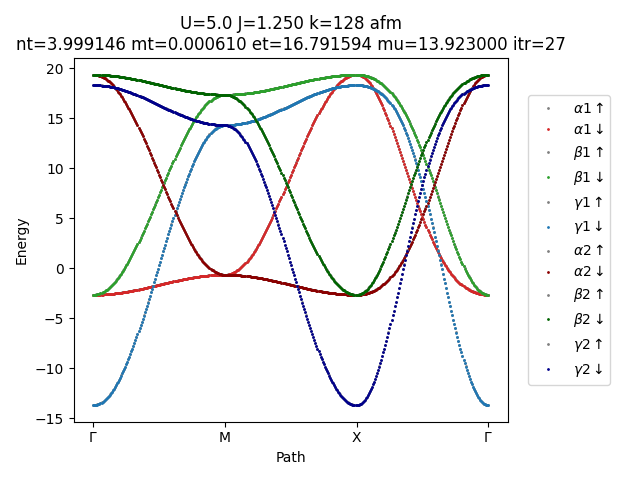 U=5.0 J=1.250 k=128 afm
nt=3.999146 mt=0.000610 et=16.791594 mu=13.923000 itr=27
20
15
10
5
0
−5
−10
−15
Energy
Γ M X Γ
Path
α1↑
α1↓
β1↑
β1↓
γ1↑
γ1↓
α2↑
α2↓
β2↑
β2↓
γ2↑
γ2↓